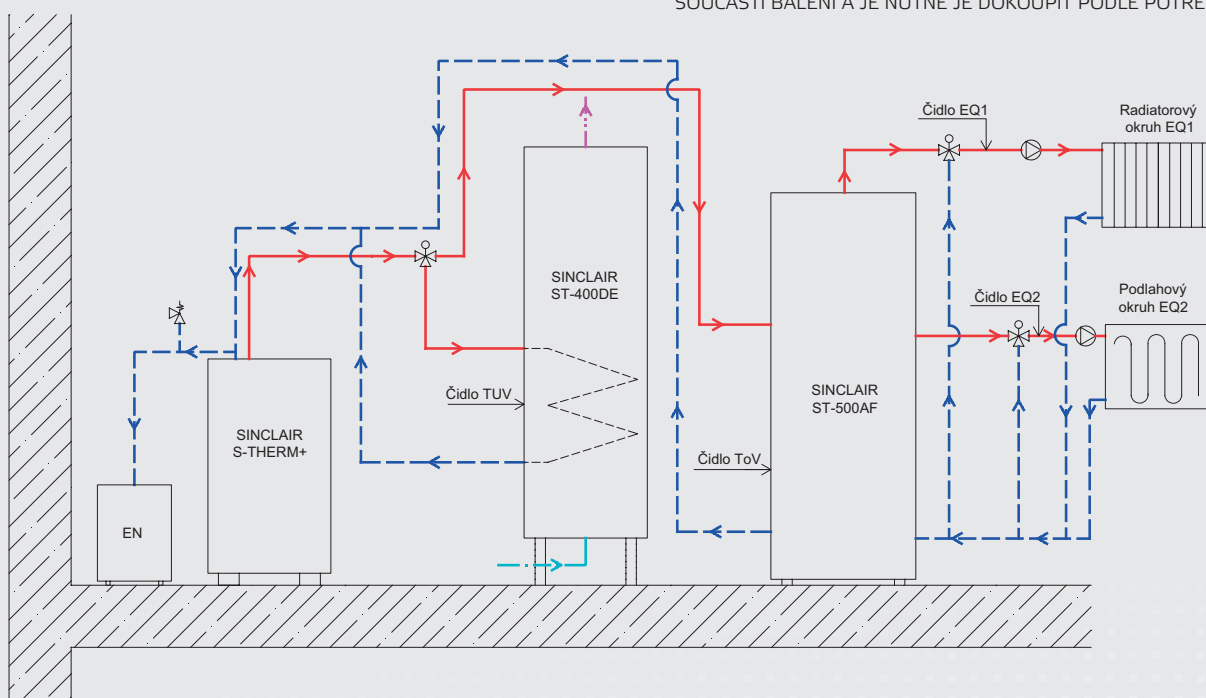 SOUČÁSTÍ BALENÍ A JE NUTNÉ JE DOKOUPIT PODLE POTŘE
Čidlo EQ1
Radiatorový
okruh EQ1
SINCLAIR
ST-400DE
Čidlo EQ2
Podlahový
okruh EQ2
Čidlo TUV
SINCLAIR
ST-500AF
SINCLAIR
S-THERM+
Čidlo ToV
EN